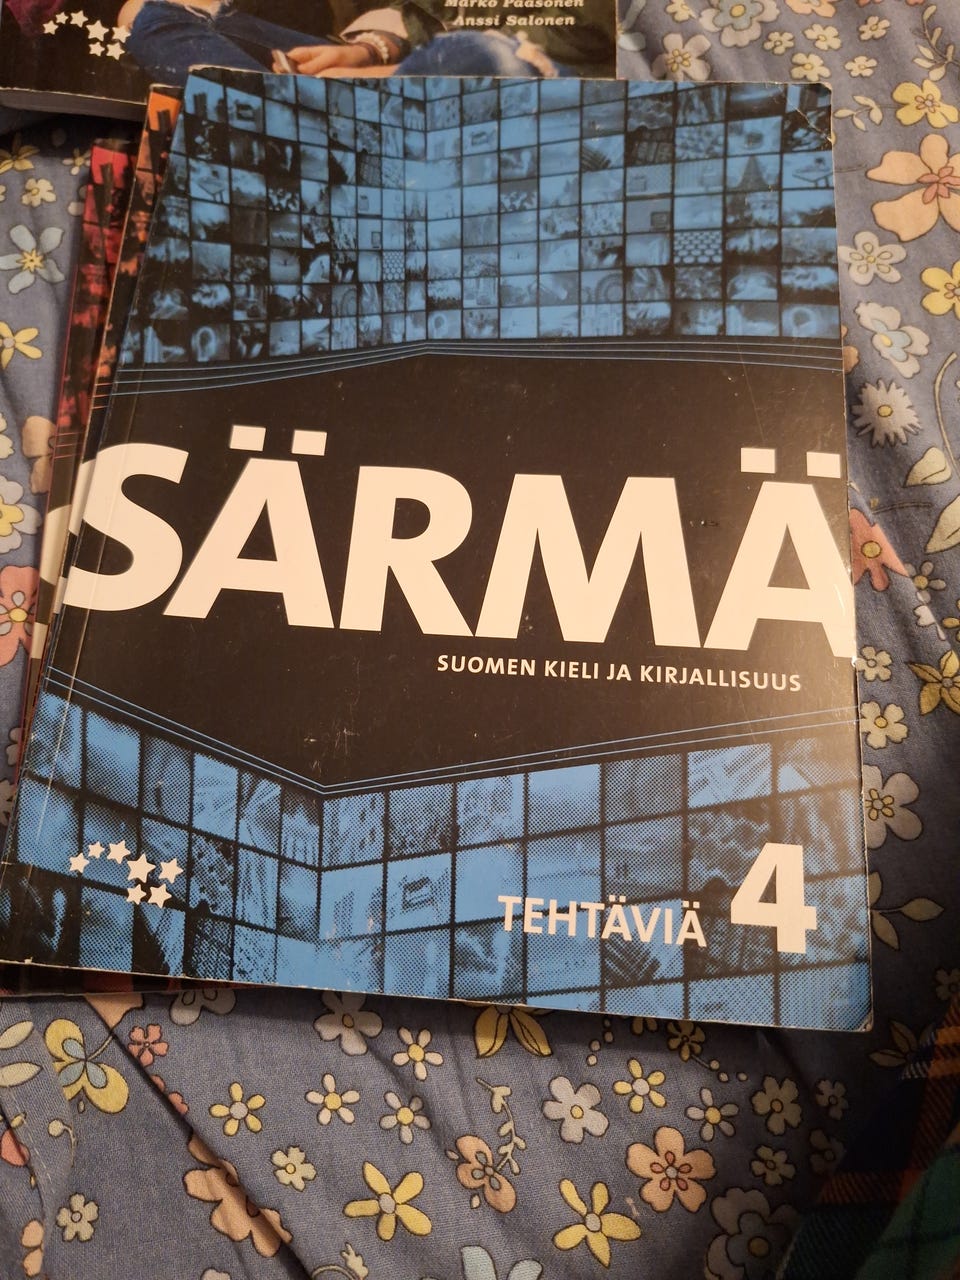 Marko Paasonen
Anssi Salonen
SÄRMÄ
SUOMEN KIELI JA KIRJALLISUUS
TEHTÄVIÄ 4